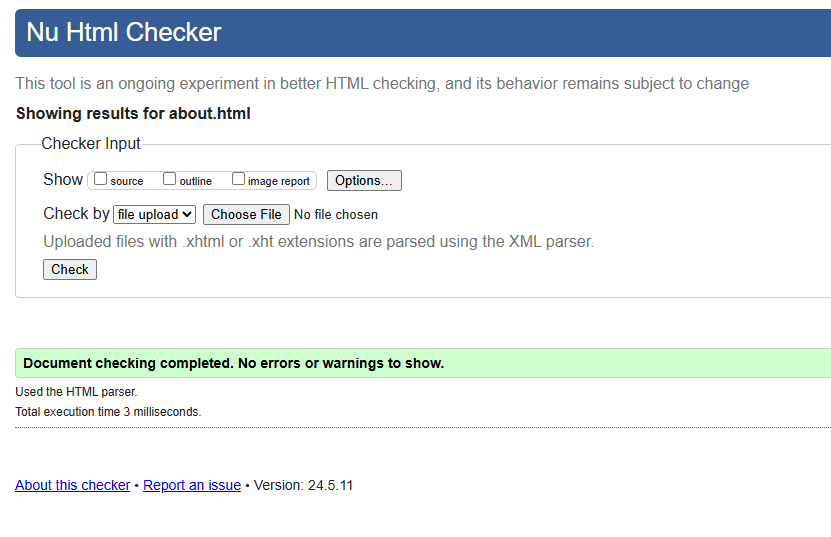 Nu Html Checker
This tool is an ongoing experiment in better HTML checking, and its behavior remains subject to change
Showing results for about.html
Checker Input
Show source outline image report Options...
Check by file upload Choose File No file chosen
Uploaded files with .xhtml or .xht extensions are parsed using the XML parser.
Check
Document checking completed. No errors or warnings to show.
Used the HTML parser.
Total execution time 3 milliseconds.
About this checker • Report an issue • Version: 24.5.11